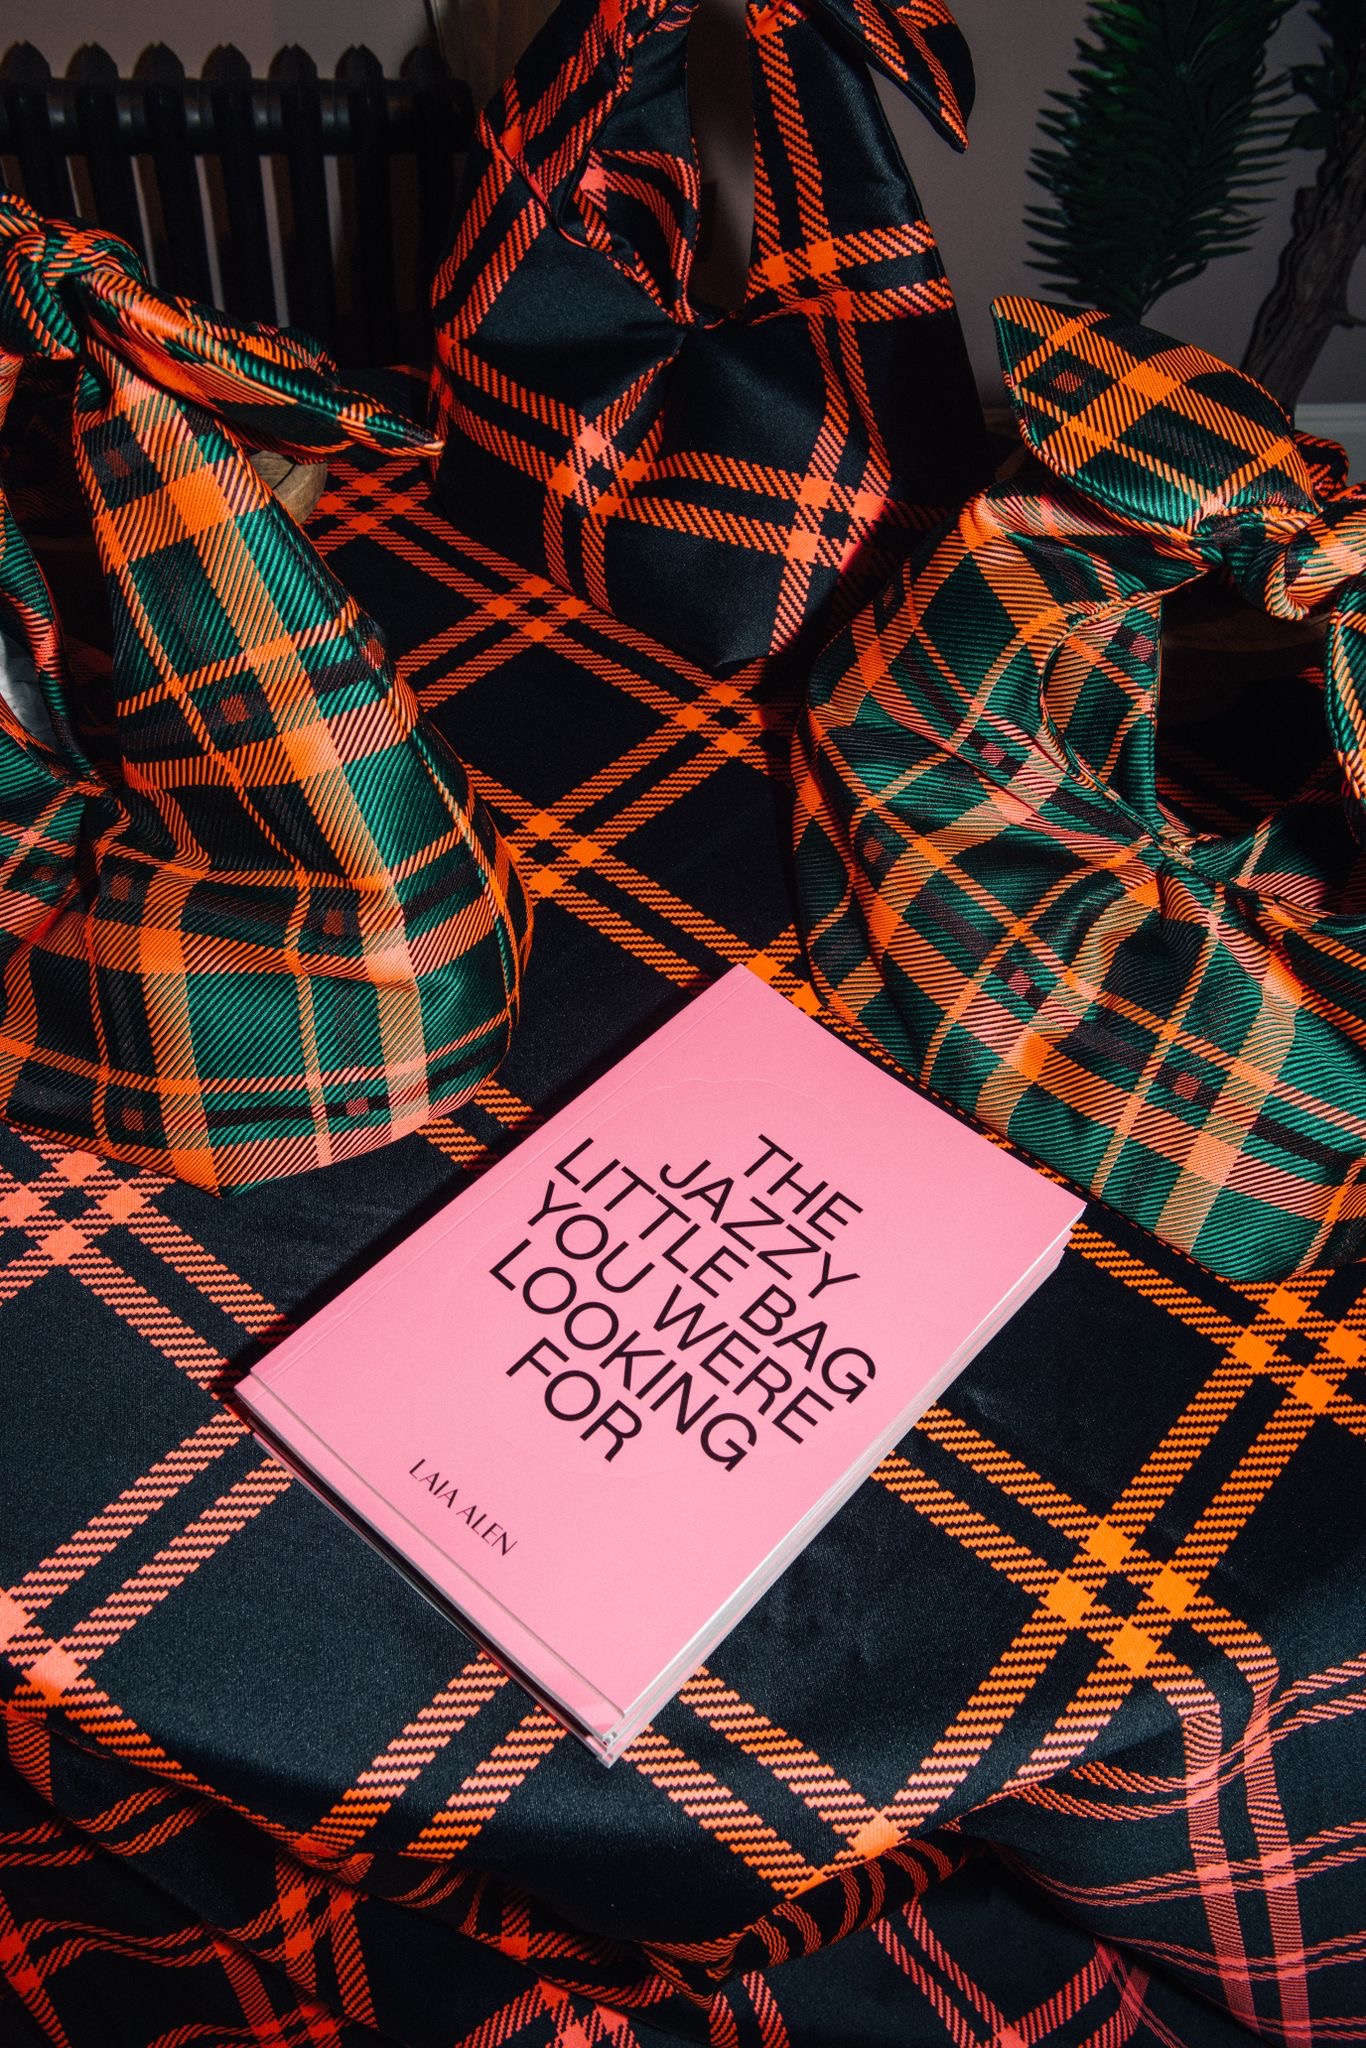 THE
JAZZY
LITTLE BAG
YOU WERE
LOOKING
FOR
LAIA ALEN